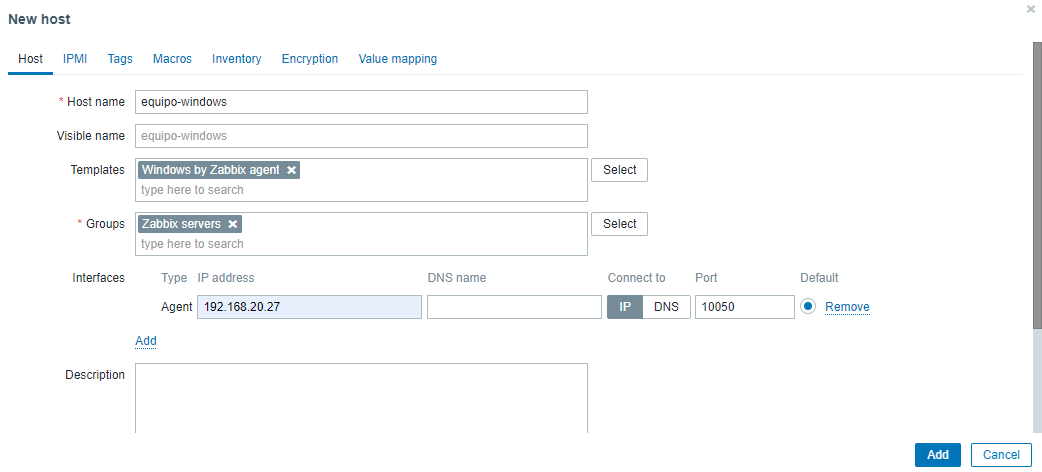 New host
Host IPMI Tags Macros Inventory Encryption Value mapping
* Host name equipo-windows
Visible name equipo-windows
Templates Windows by Zabbix agent Select
type here to search
* Groups Zabbix servers Select
type here to search
Interfaces Type IP address DNS name Connect to Port Default
Agent 192.168.20.27 IP DNS 10050 Remove
Add
Description
Add Cancel